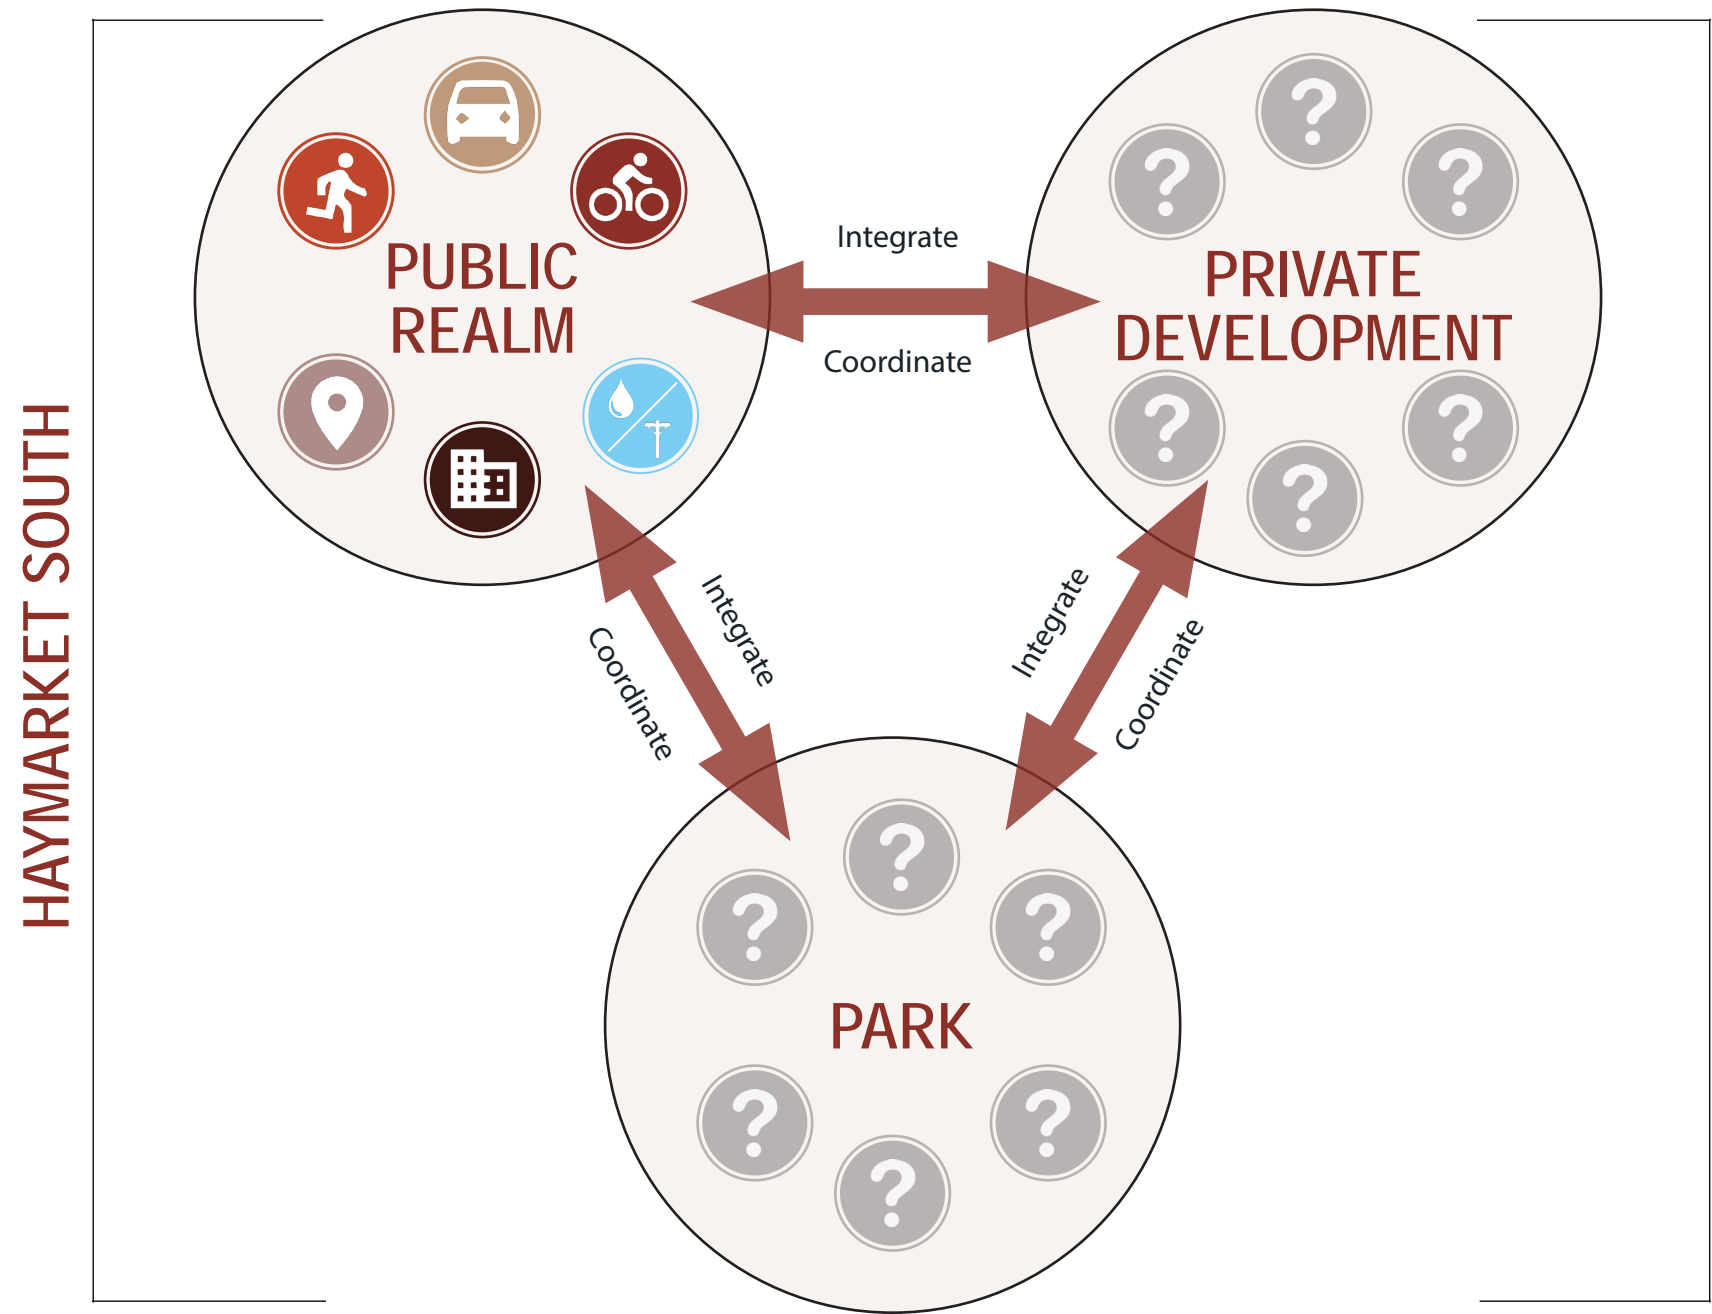 HAYMARKET SOUTH
PUBLIC
REALM
Integrate
Coordinate
? ? ?
PRIVATE
DEVELOPMENT
? ? ?
Integrate
Coordinate
Integrate
Coordinate
? ? ?
PARK
? ? ?